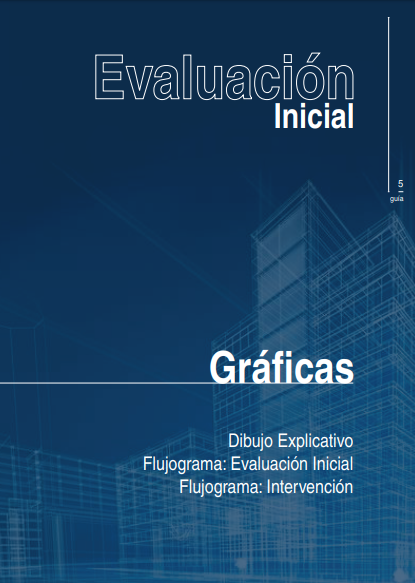 Evaluación
Inicial
5
guía
Gráficas
Dibujo Explicativo
Flujograma: Evaluación Inicial
Flujograma: Intervención